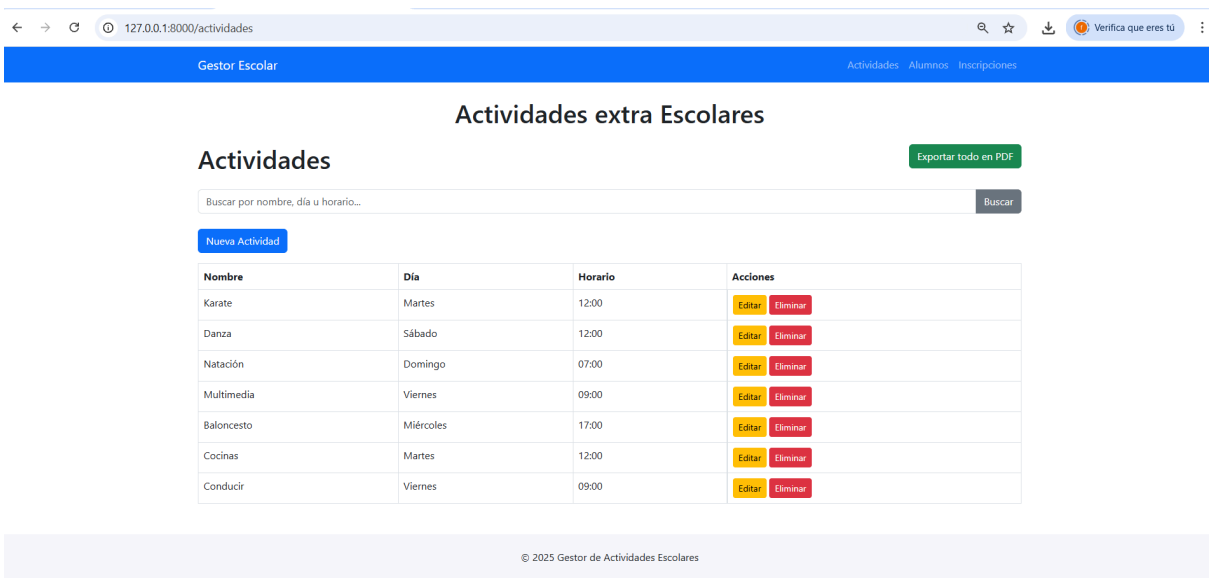 127.0.0.1:8000/actividades Verifica que eres tú
Gestor Escolar Actividades Alumnos Inscripciones
Actividades extra Escolares
Actividades Exportar todo en PDF
Buscar por nombre, día u horario... Buscar
Nueva Actividad
Nombre Día Horario Acciones
Karate Martes 12:00 Editar Eliminar
Danza Sábado 12:00 Editar Eliminar
Natación Domingo 07:00 Editar Eliminar
Multimedia Viernes 09:00 Editar Eliminar
Baloncesto Miércoles 17:00 Editar Eliminar
Cocinas Martes 12:00 Editar Eliminar
Conducir Viernes 09:00 Editar Eliminar
© 2025 Gestor de Actividades Escolares